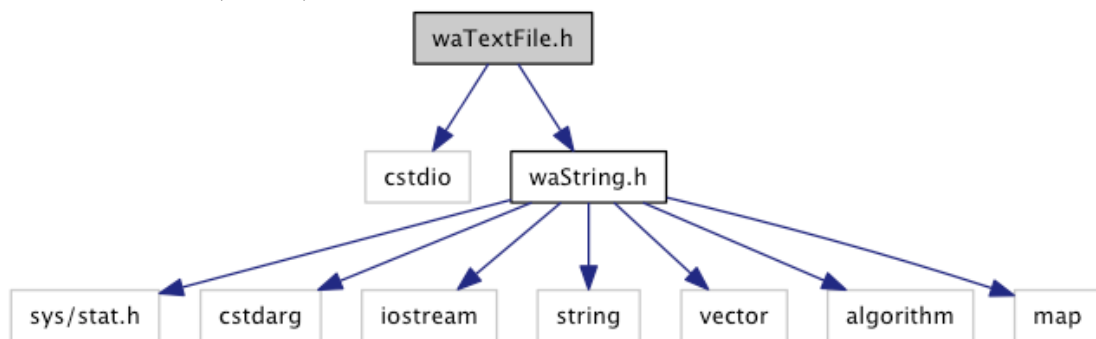 waTextFile.h
cstdio waString.h
sys/stat.h cstdarg iostream string vector algorithm map